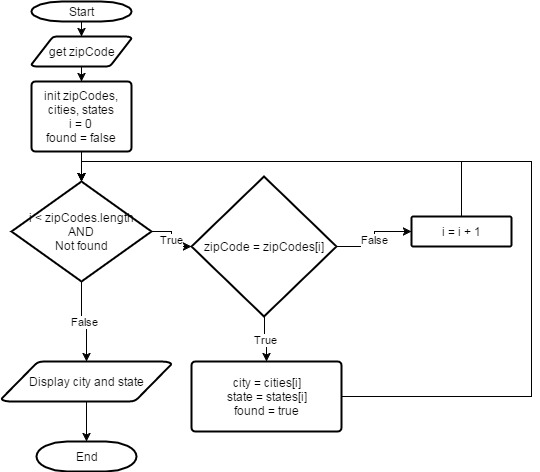 Start
get zipCode
init zipCodes,
cities, states
i = 0
found = false
i < zipCodes.length
AND
Not found
True
zipCode = zipCodes[i]
False
i = i + 1
False
True
Display city and state
city = cities[i]
state = states[i]
found = true
End